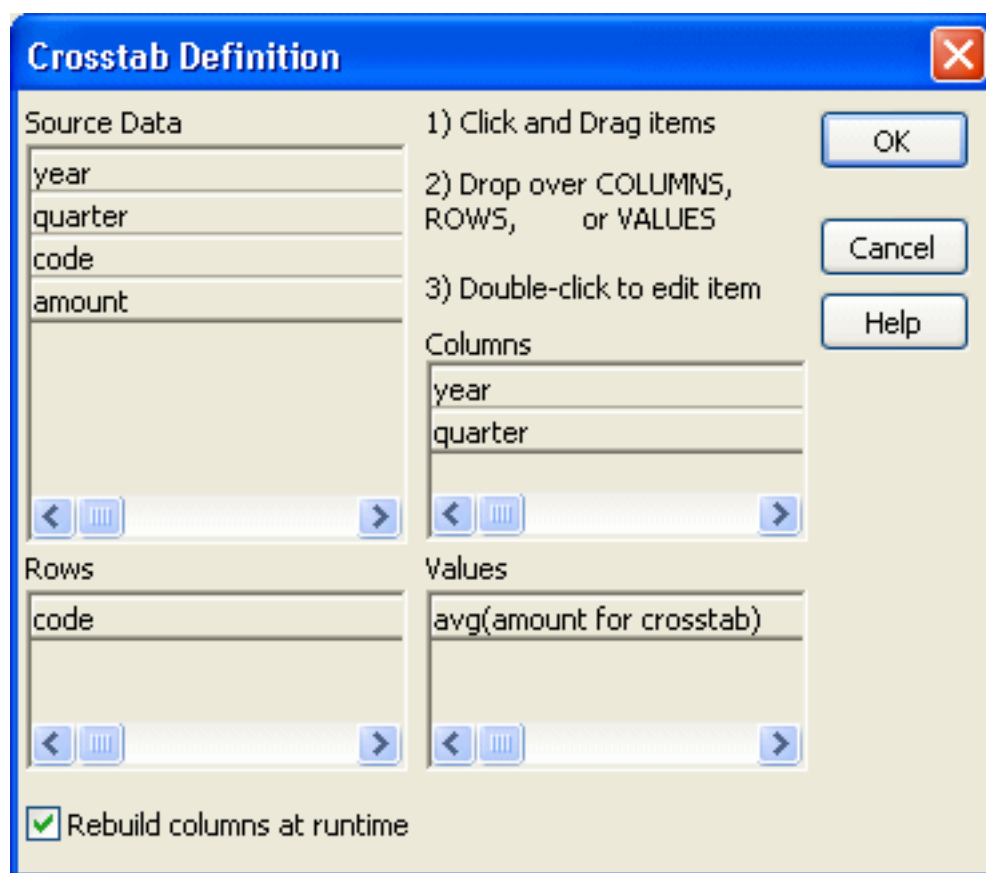 Crosstab Definition
Source Data
year
quarter
code
amount
1) Click and Drag items
2) Drop over COLUMNS,
ROWS, or VALUES
3) Double-click to edit item
OK
Cancel
Help
Columns
year
quarter
Rows
code
Values
avg(amount for crosstab)
Rebuild columns at runtime